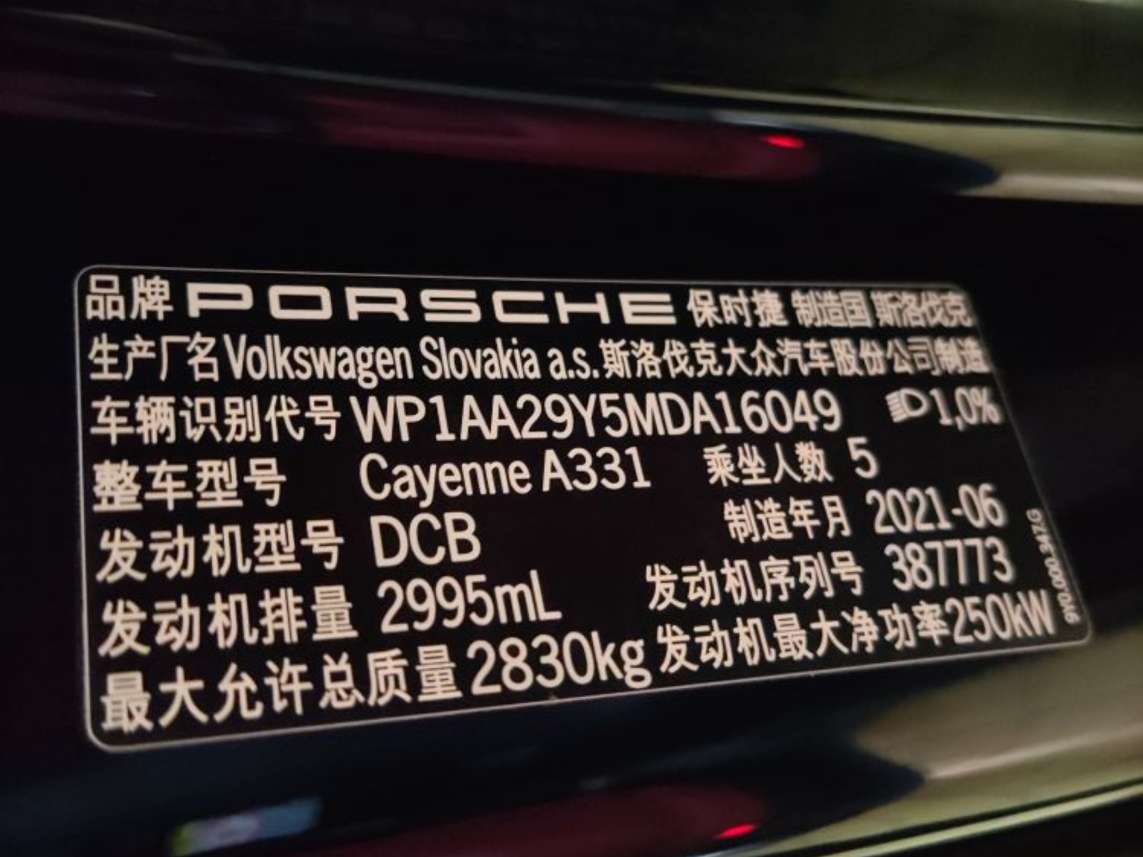 品牌 PORSCHE 保时捷 制造国 斯洛伐克
生产厂名 Volkswagen Slovakia a.s. 斯洛伐克大众汽车股份公司制造
车辆识别代号 WP1AA29Y5MDA16049 1,0%
整车型号 Cayenne A331 乘坐人数 5
发动机型号 DCB 制造年月 2021-06
发动机排量 2995mL 发动机序列号 387773
最大允许总质量 2830kg 发动机最大净功率 250kW
9Y0.000.347.G